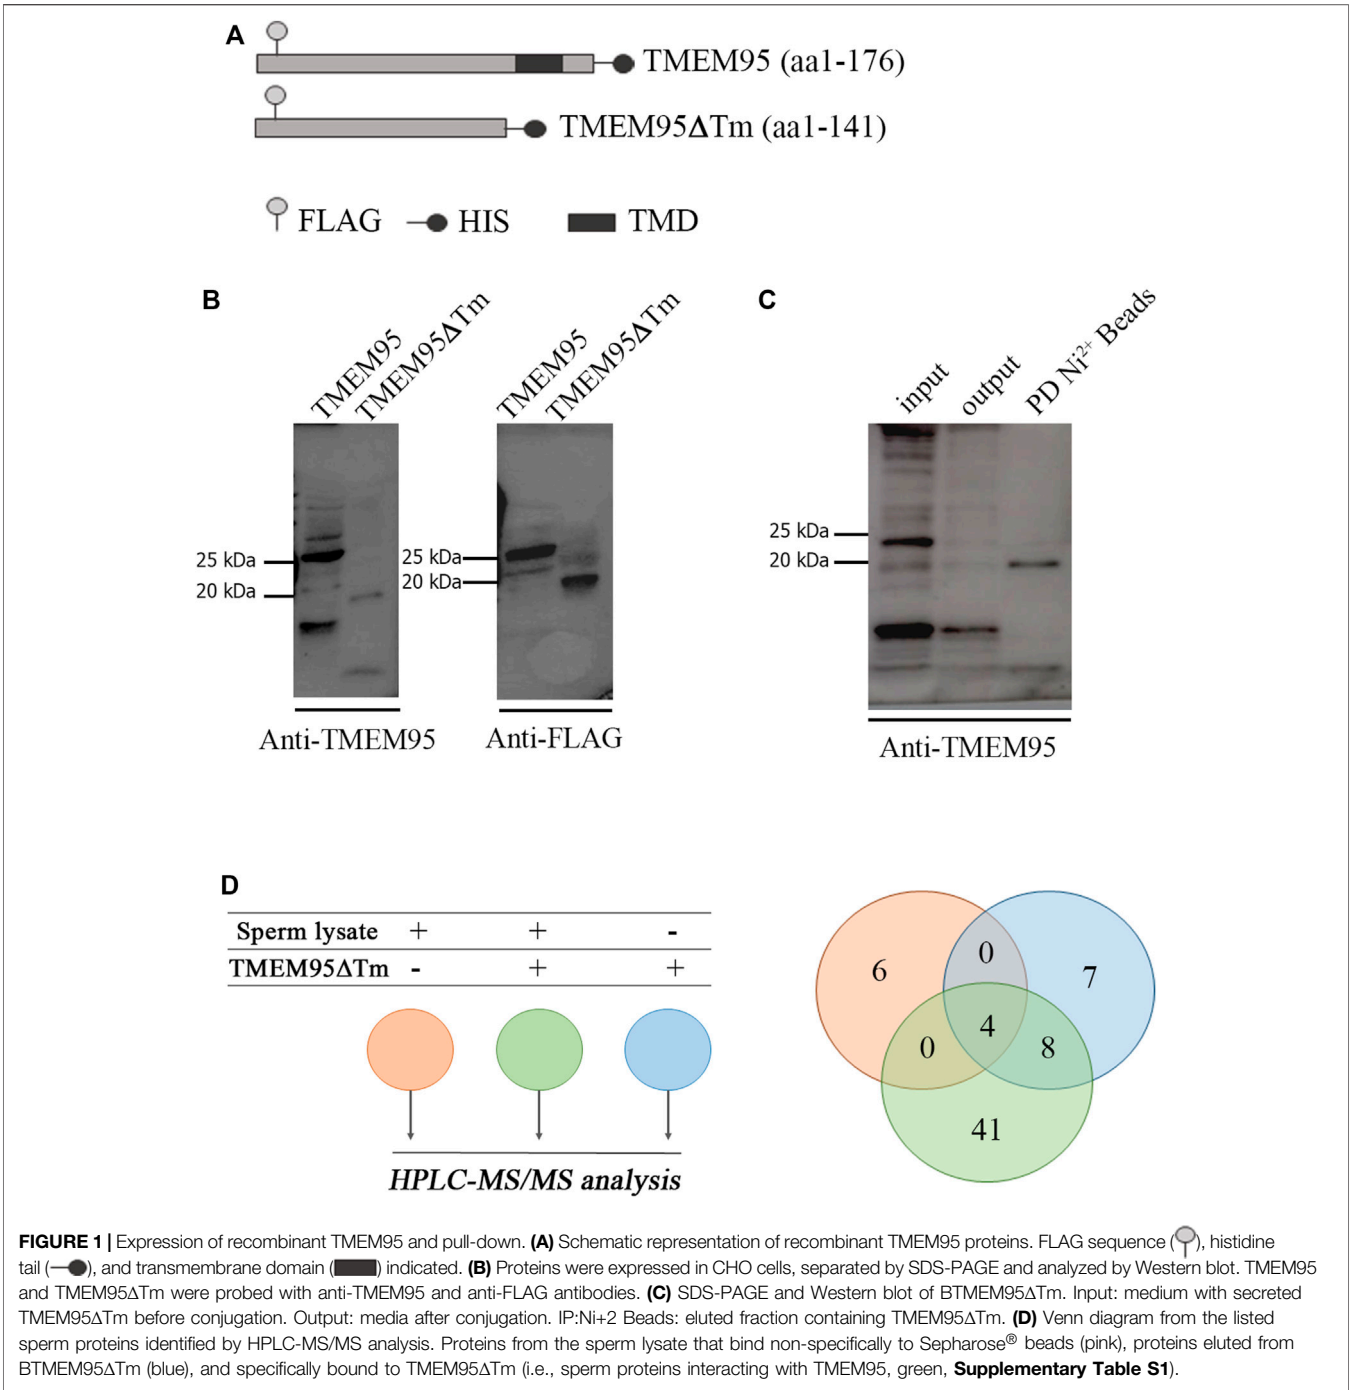 A
TMEM95 (aa1-176)
TMEM95ΔTm (aa1-141)
FLAG HIS TMD
B
TMEM95
TMEM95ΔTm
TMEM95
TMEM95ΔTm
25 kDa
20 kDa
25 kDa
20 kDa
Anti-TMEM95
Anti-FLAG
C
input
output
PD Ni²⁺ Beads
25 kDa
20 kDa
Anti-TMEM95
D
Sperm lysate + + -
TMEM95ΔTm - + +
HPLC-MS/MS analysis
6 0 7
4
0 8
41
FIGURE 1 | Expression of recombinant TMEM95 and pull-down. (A) Schematic representation of recombinant TMEM95 proteins. FLAG sequence ( ), histidine
tail ( ), and transmembrane domain ( ) indicated. (B) Proteins were expressed in CHO cells, separated by SDS-PAGE and analyzed by Western blot. TMEM95
and TMEM95ΔTm were probed with anti-TMEM95 and anti-FLAG antibodies. (C) SDS-PAGE and Western blot of BTMEM95ΔTm. Input: medium with secreted
TMEM95ΔTm before conjugation. Output: media after conjugation. IP:Ni+2 Beads: eluted fraction containing TMEM95ΔTm. (D) Venn diagram from the listed
sperm proteins identified by HPLC-MS/MS analysis. Proteins from the sperm lysate that bind non-specifically to Sepharose® beads (pink), proteins eluted from
BTMEM95ΔTm (blue), and specifically bound to TMEM95ΔTm (i.e., sperm proteins interacting with TMEM95, green, Supplementary Table S1).